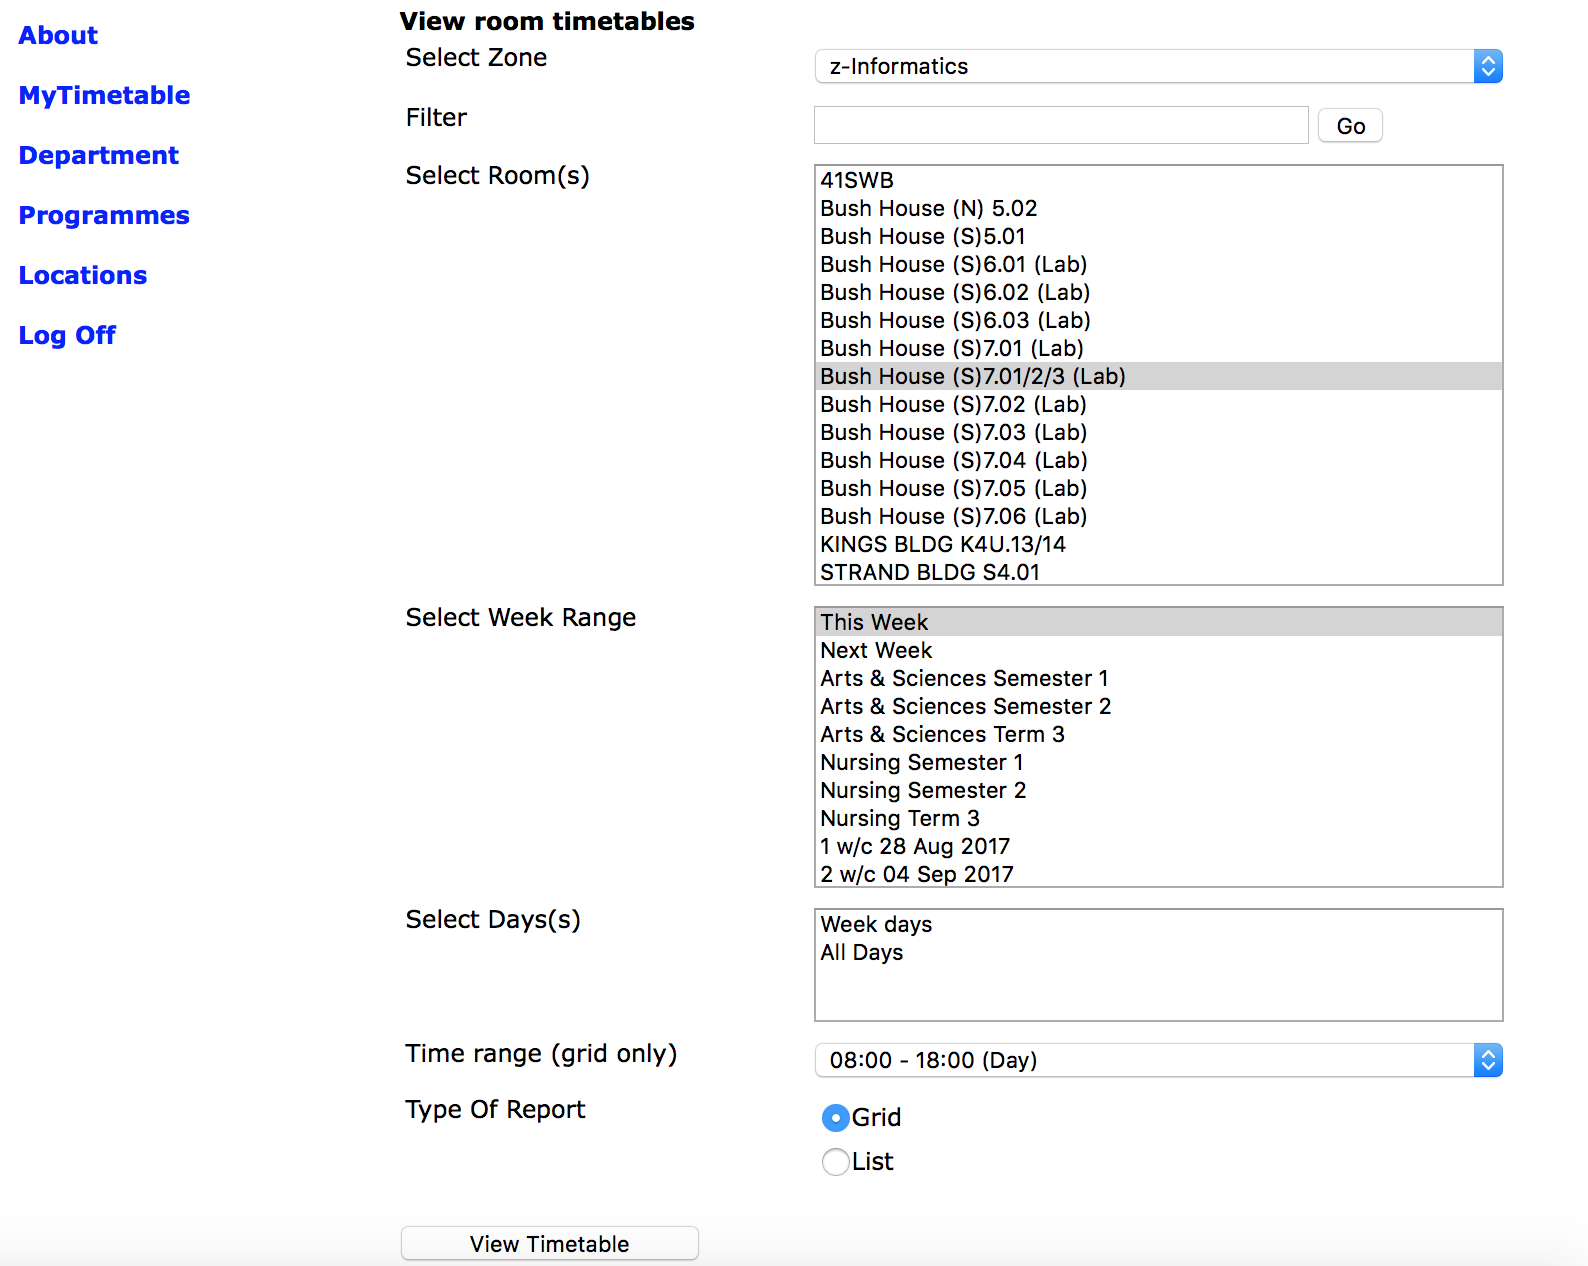 About
MyTimetable
Department
Programmes
Locations
Log Off
View room timetables
Select Zone
z-Informatics
Filter
Go
Select Room(s)
41SWB
Bush House (N) 5.02
Bush House (S)5.01
Bush House (S)6.01 (Lab)
Bush House (S)6.02 (Lab)
Bush House (S)6.03 (Lab)
Bush House (S)7.01 (Lab)
Bush House (S)7.01/2/3 (Lab)
Bush House (S)7.02 (Lab)
Bush House (S)7.03 (Lab)
Bush House (S)7.04 (Lab)
Bush House (S)7.05 (Lab)
Bush House (S)7.06 (Lab)
KINGS BLDG K4U.13/14
STRAND BLDG S4.01
Select Week Range
This Week
Next Week
Arts & Sciences Semester 1
Arts & Sciences Semester 2
Arts & Sciences Term 3
Nursing Semester 1
Nursing Semester 2
Nursing Term 3
1 w/c 28 Aug 2017
2 w/c 04 Sep 2017
Select Days(s)
Week days
All Days
Time range (grid only)
08:00 - 18:00 (Day)
Type Of Report
Grid
List
View Timetable